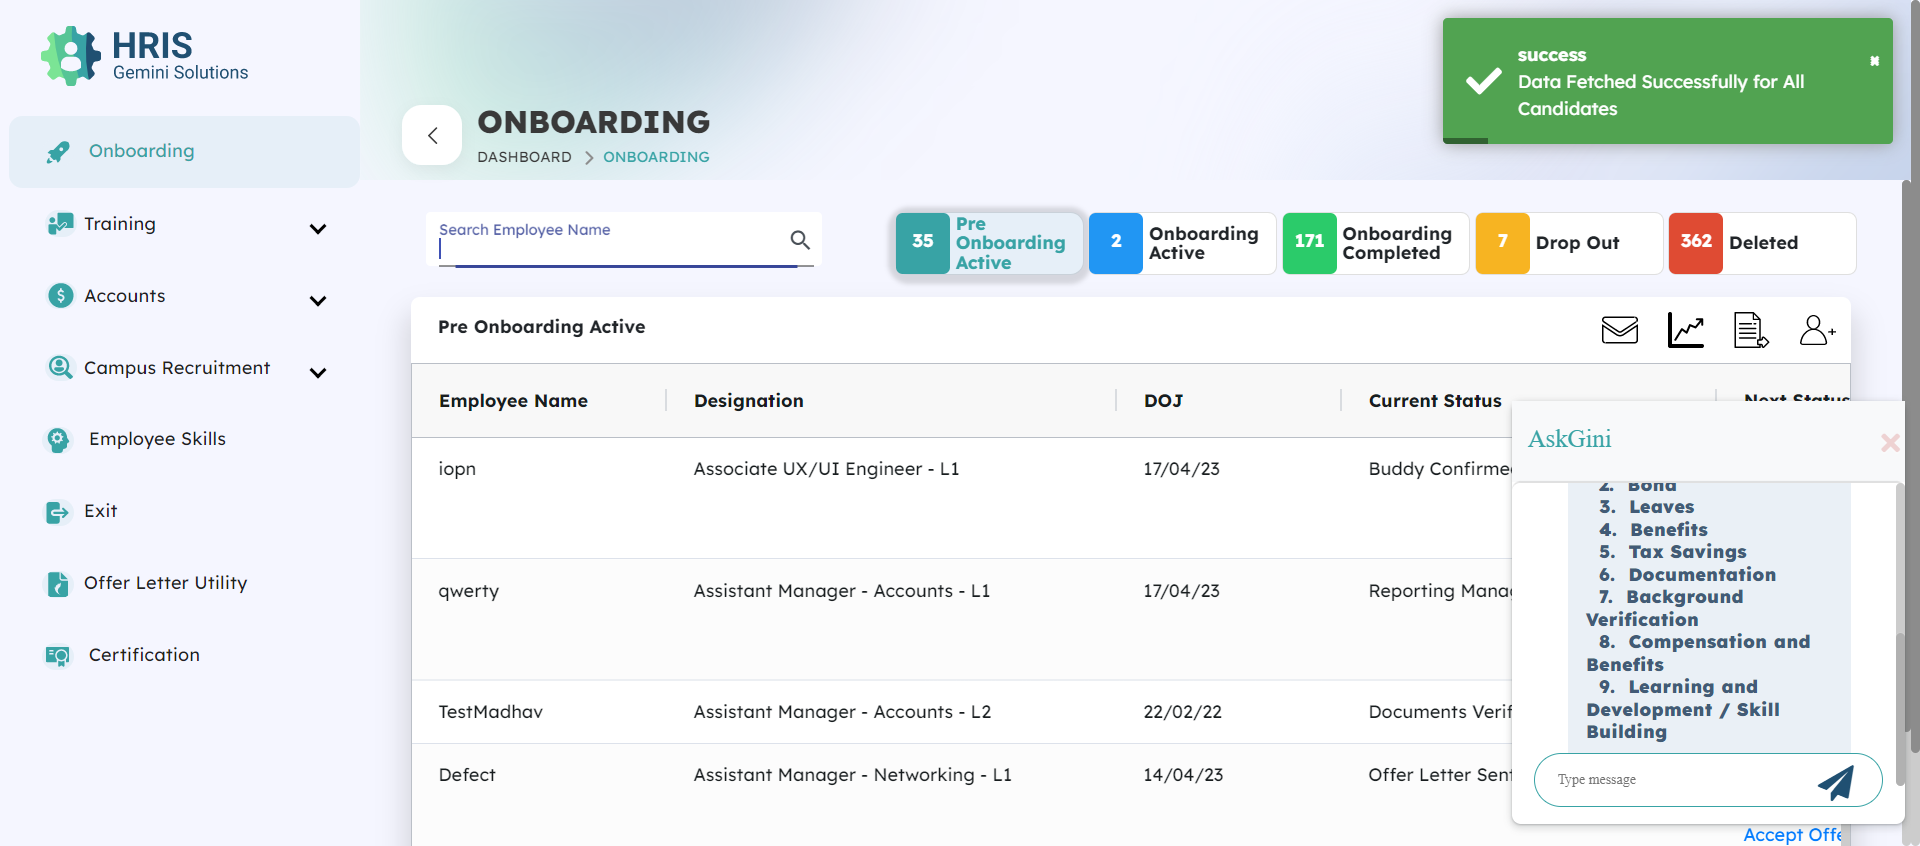 HRIS
Gemini Solutions
Onboarding
Training
Accounts
Campus Recruitment
Employee Skills
Exit
Offer Letter Utility
Certification
ONBOARDING
DASHBOARD > ONBOARDING
success
Data Fetched Successfully for All
Candidates
Search Employee Name
35 Pre Onboarding Active
2 Onboarding Active
171 Onboarding Completed
7 Drop Out
362 Deleted
Pre Onboarding Active
Employee Name Designation DOJ Current Status Next Status
iopn Associate UX/UI Engineer - L1 17/04/23 Buddy Confirmed
qwerty Assistant Manager - Accounts - L1 17/04/23 Reporting Mana
TestMadhav Assistant Manager - Accounts - L2 22/02/22 Documents Verif
Defect Assistant Manager - Networking - L1 14/04/23 Offer Letter Sent
Accept Offe
AskGini
2. Bond
3. Leaves
4. Benefits
5. Tax Savings
6. Documentation
7. Background
Verification
8. Compensation and
Benefits
9. Learning and
Development / Skill
Building
Type message